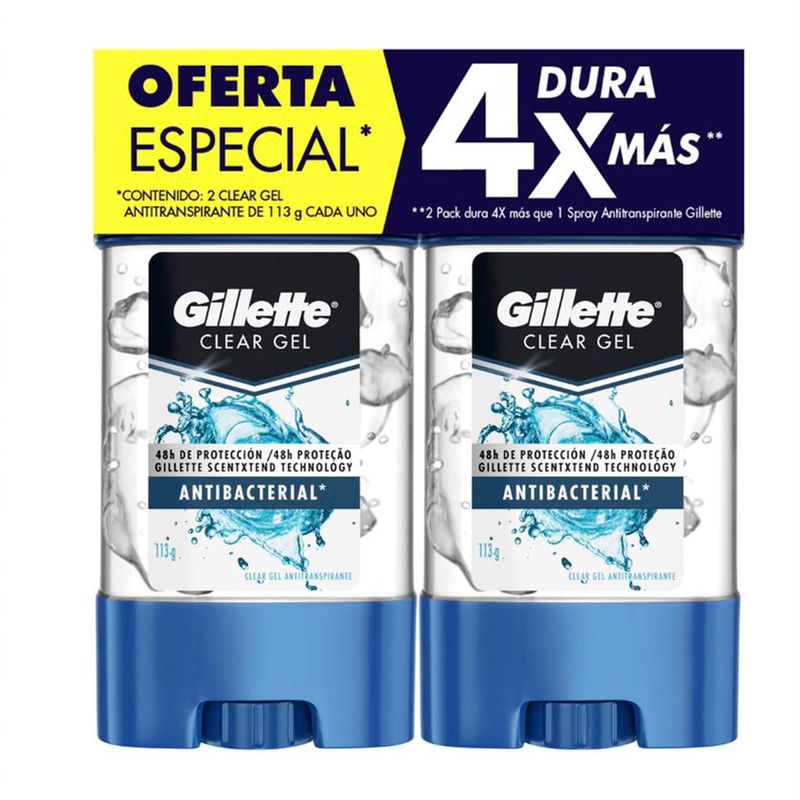 OFERTA
ESPECIAL*
*CONTENIDO: 2 CLEAR GEL
ANTITRANSPIRANTE DE 113 g CADA UNO
4X
DURA
MÁS**
**2 Pack dura 4X más que 1 Spray Antitranspirante Gillette
Gillette®
CLEAR GEL
48h DE PROTECCIÓN /48h PROTEÇÃO
GILLETTE SCENTXTEND TECHNOLOGY
ANTIBACTERIAL*
113g
CLEAR GEL ANTITRANSPIRANTE
Gillette®
CLEAR GEL
48h DE PROTECCIÓN /48h PROTEÇÃO
GILLETTE SCENTXTEND TECHNOLOGY
ANTIBACTERIAL*
113g
CLEAR GEL ANTITRANSPIRANTE